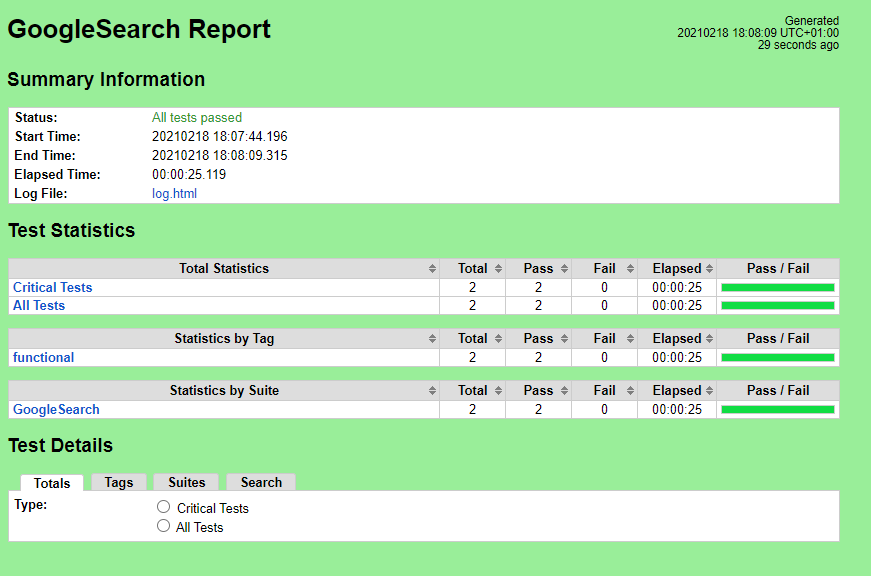 GoogleSearch Report
Generated
20210218 18:08:09 UTC+01:00
29 seconds ago
Summary Information
Status: All tests passed
Start Time: 20210218 18:07:44.196
End Time: 20210218 18:08:09.315
Elapsed Time: 00:00:25.119
Log File: log.html
Test Statistics
Total Statistics Total Pass Fail Elapsed Pass / Fail
Critical Tests 2 2 0 00:00:25
All Tests 2 2 0 00:00:25
Statistics by Tag Total Pass Fail Elapsed Pass / Fail
functional 2 2 0 00:00:25
Statistics by Suite Total Pass Fail Elapsed Pass / Fail
GoogleSearch 2 2 0 00:00:25
Test Details
Totals Tags Suites Search
Type: Critical Tests
All Tests